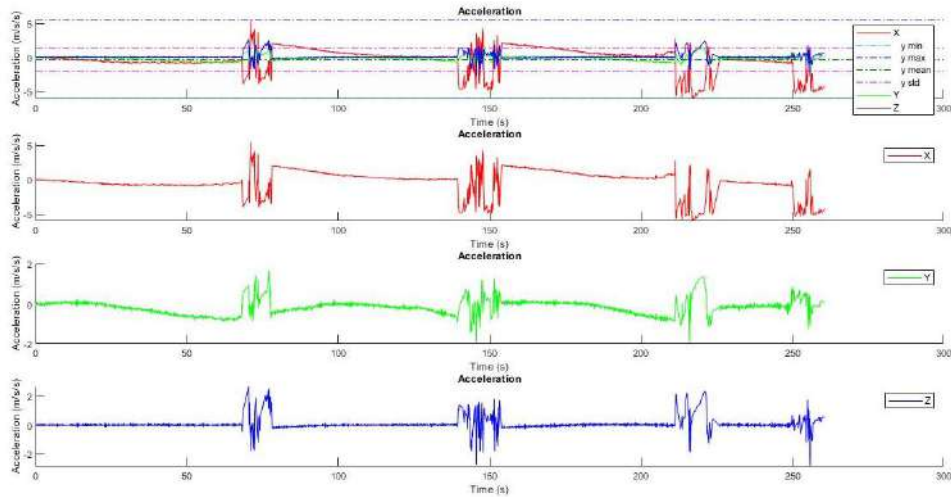 Acceleration
Acceleration (m/s/s)
5
0
-5
0 50 100 150 200 250 300
Time (s)
X
y min
y max
y mean
y std
Y
Z
Acceleration
Acceleration (m/s/s)
5
0
-5
0 50 100 150 200 250 300
Time (s)
X
Acceleration
Acceleration (m/s/s)
2
0
-2
0 50 100 150 200 250 300
Time (s)
Y
Acceleration
Acceleration (m/s/s)
2
0
-2
0 50 100 150 200 250 300
Time (s)
Z